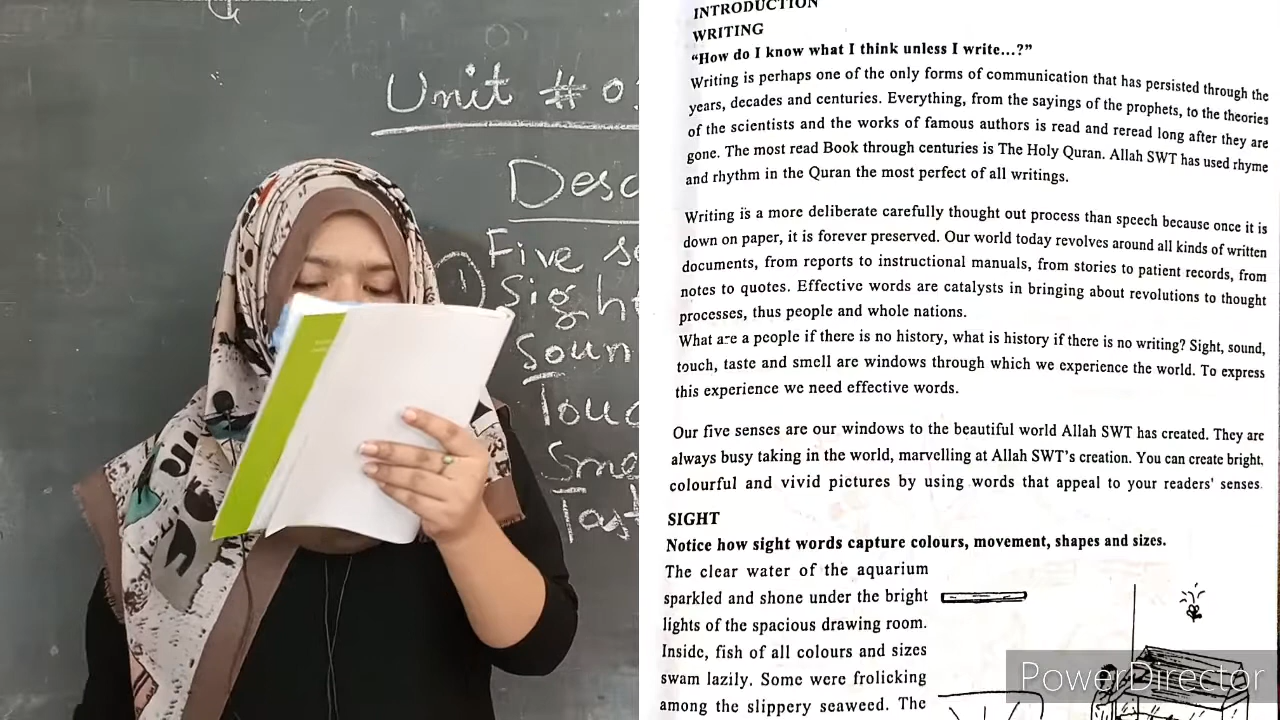 Unit # 0
Desc
1
Five se
Sight
Soun
Touc
Sme
Tast
INTRODUCTION
WRITING
“How do I know what I think unless I write...?”
Writing is perhaps one of the only forms of communication that has persisted through the
years, decades and centuries. Everything, from the sayings of the prophets, to the theories
of the scientists and the works of famous authors is read and reread long after they are
gone. The most read Book through centuries is The Holy Quran. Allah SWT has used rhyme
and rhythm in the Quran the most perfect of all writings.
Writing is a more deliberate carefully thought out process than speech because once it is
down on paper, it is forever preserved. Our world today revolves around all kinds of written
documents, from reports to instructional manuals, from stories to patient records, from
notes to quotes. Effective words are catalysts in bringing about revolutions to thought
processes, thus people and whole nations.
What are a people if there is no history, what is history if there is no writing? Sight, sound,
touch, taste and smell are windows through which we experience the world. To express
this experience we need effective words.
Our five senses are our windows to the beautiful world Allah SWT has created. They are
always busy taking in the world, marvelling at Allah SWT's creation. You can create bright,
colourful and vivid pictures by using words that appeal to your readers' senses.
SIGHT
Notice how sight words capture colours, movement, shapes and sizes.
The clear water of the aquarium
sparkled and shone under the bright
lights of the spacious drawing room.
Inside, fish of all colours and sizes
swam lazily. Some were frolicking
among the slippery seaweed. The
PowerDirector